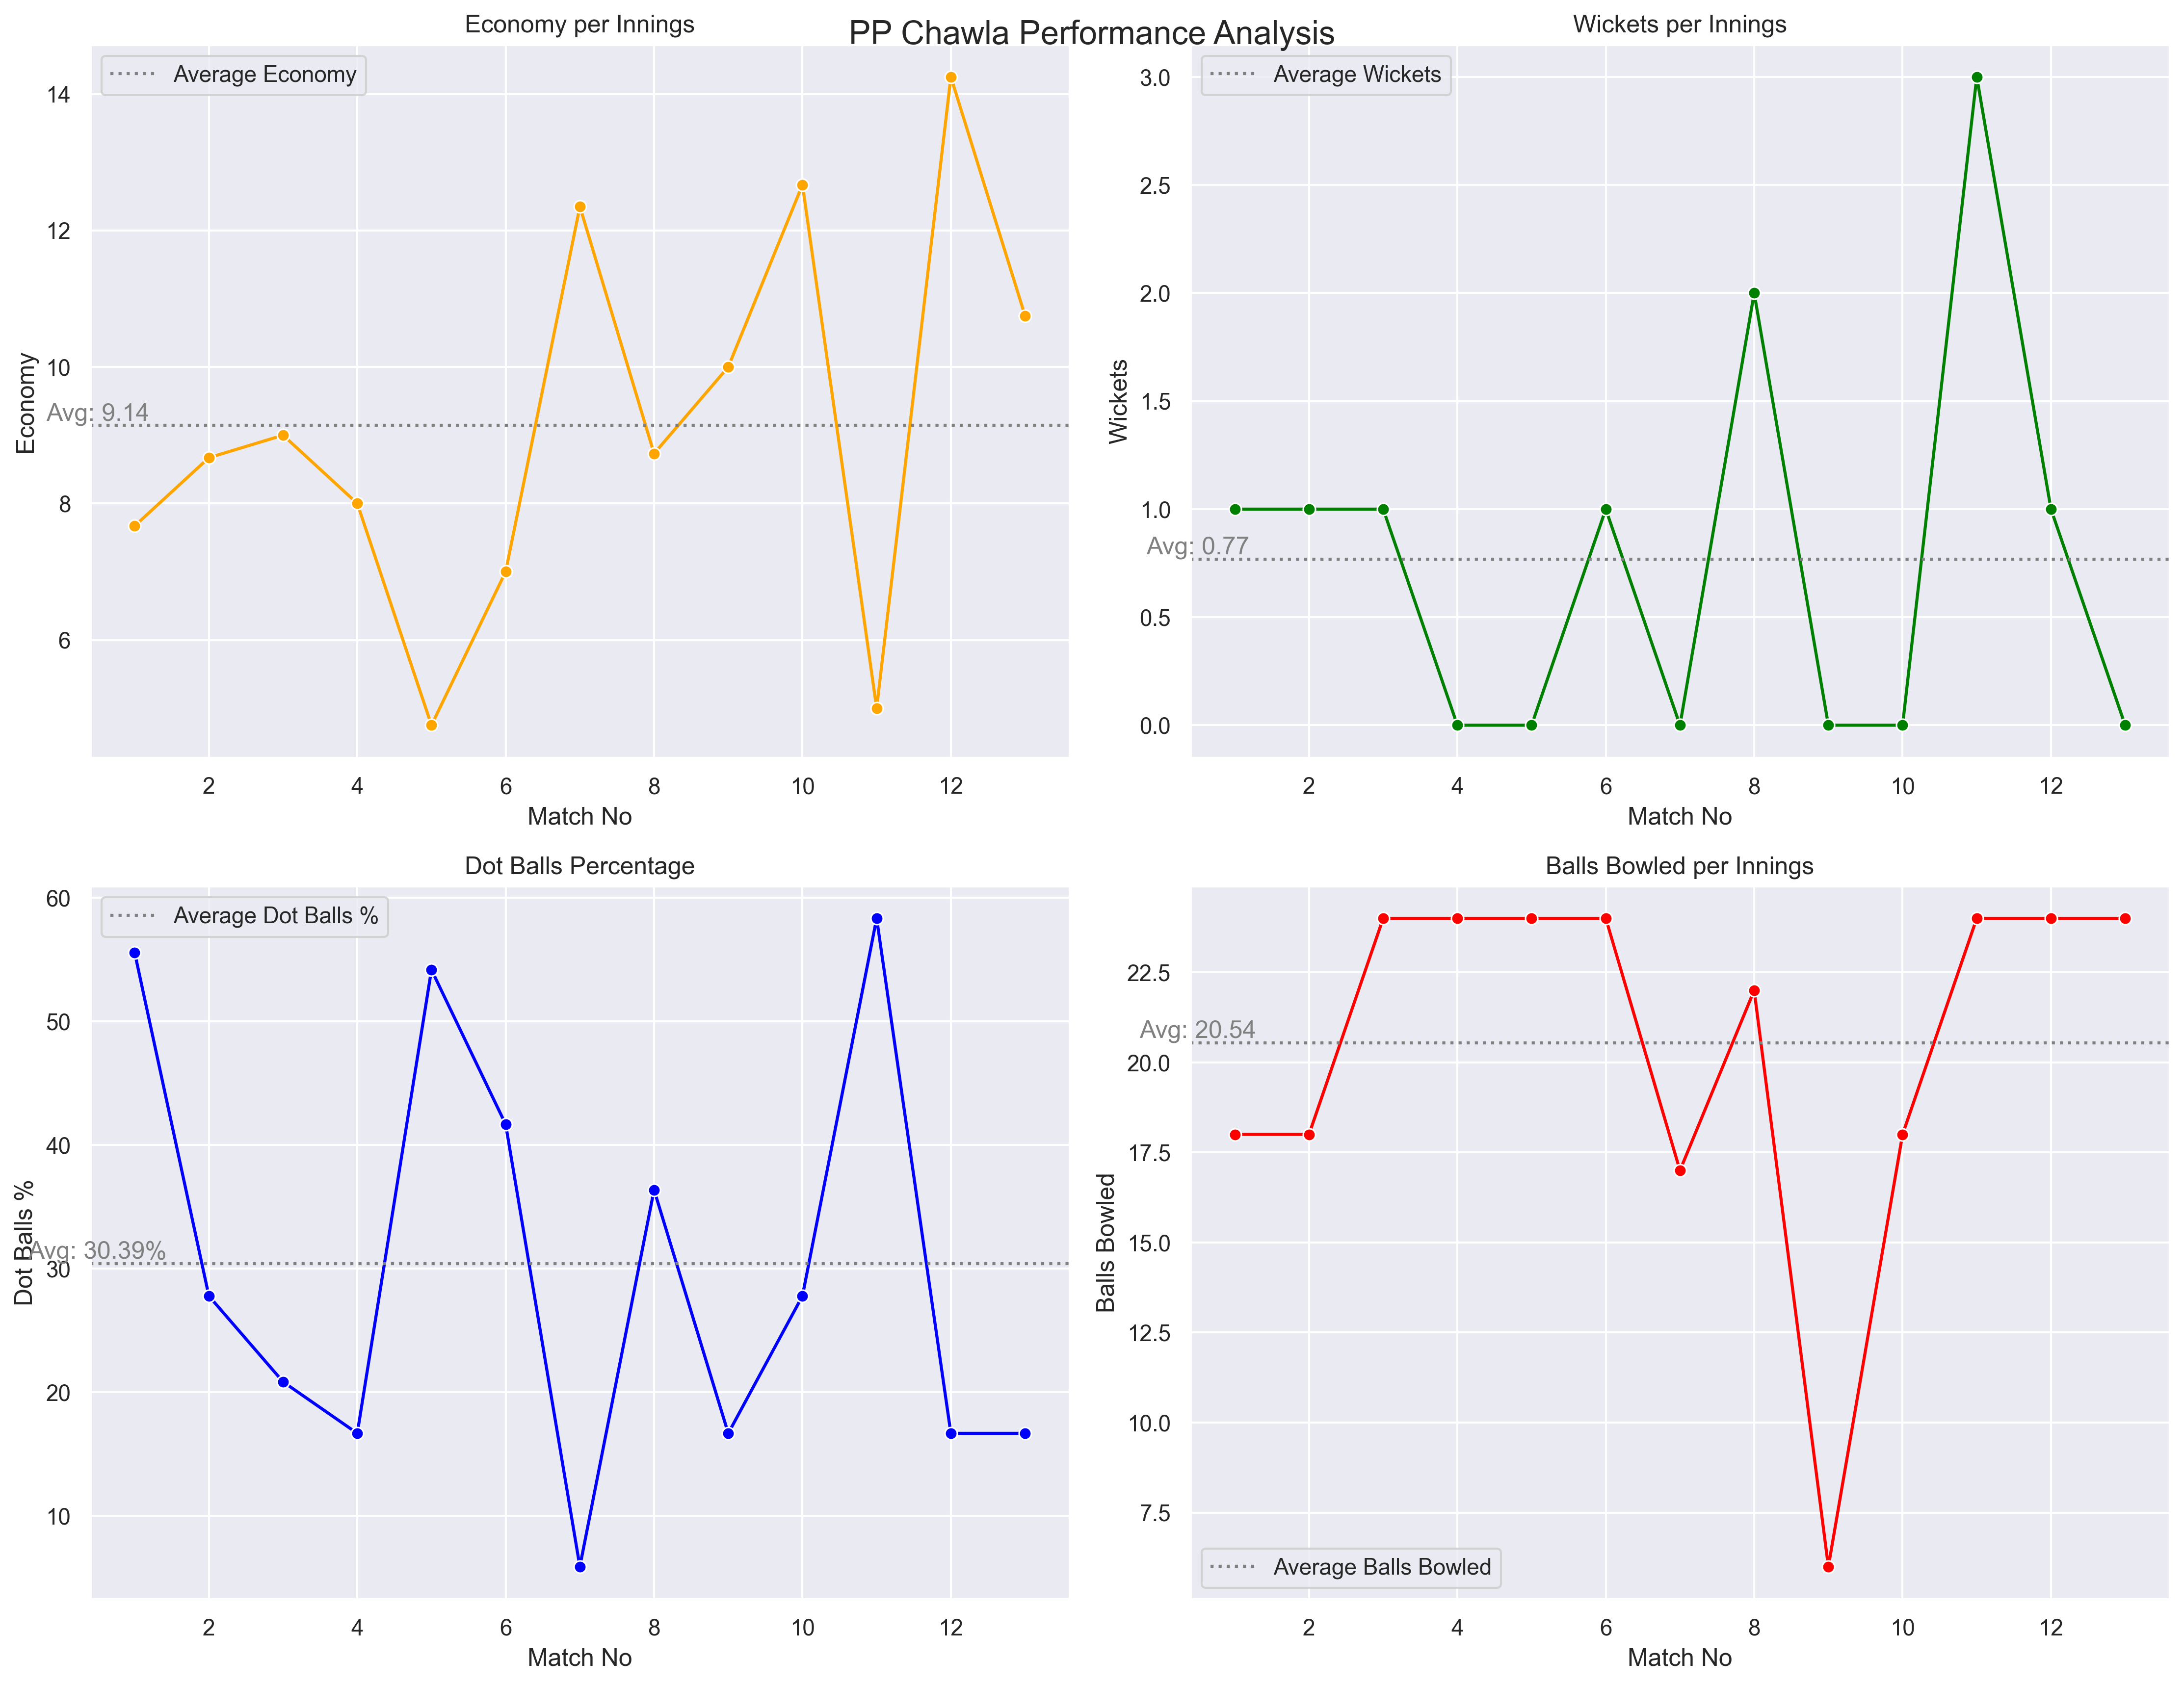 PP Chawla Performance Analysis
Economy per Innings
Average Economy
14
12
10
8
6
Economy
Avg: 9.14
2 4 6 8 10 12
Match No
Wickets per Innings
Average Wickets
3.0
2.5
2.0
1.5
1.0
0.5
0.0
Wickets
Avg: 0.77
2 4 6 8 10 12
Match No
Dot Balls Percentage
Average Dot Balls %
60
50
40
30
20
10
Dot Balls %
Avg: 30.39%
2 4 6 8 10 12
Match No
Balls Bowled per Innings
22.5
20.0
17.5
15.0
12.5
10.0
7.5
Balls Bowled
Avg: 20.54
Average Balls Bowled
2 4 6 8 10 12
Match No